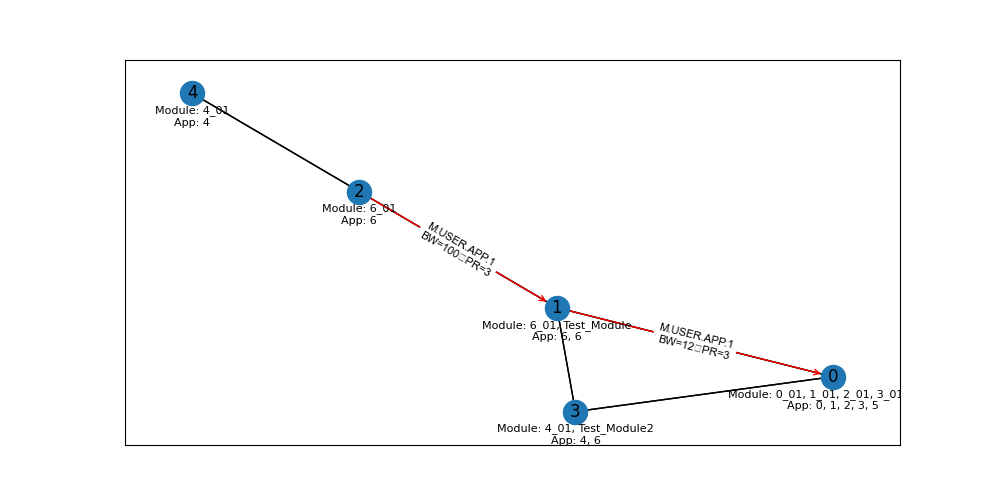 4
Module: 4_01
App: 4
2
Module: 6_01
App: 6
M.USER.APP.1
BW=100□PR=3
1
Module: 6_01, Test_Module
App: 6, 6
M.USER.APP.1
BW=12□PR=3
0
Module: 0_01, 1_01, 2_01, 3_01
App: 0, 1, 2, 3, 5
3
Module: 4_01, Test_Module2
App: 4, 6